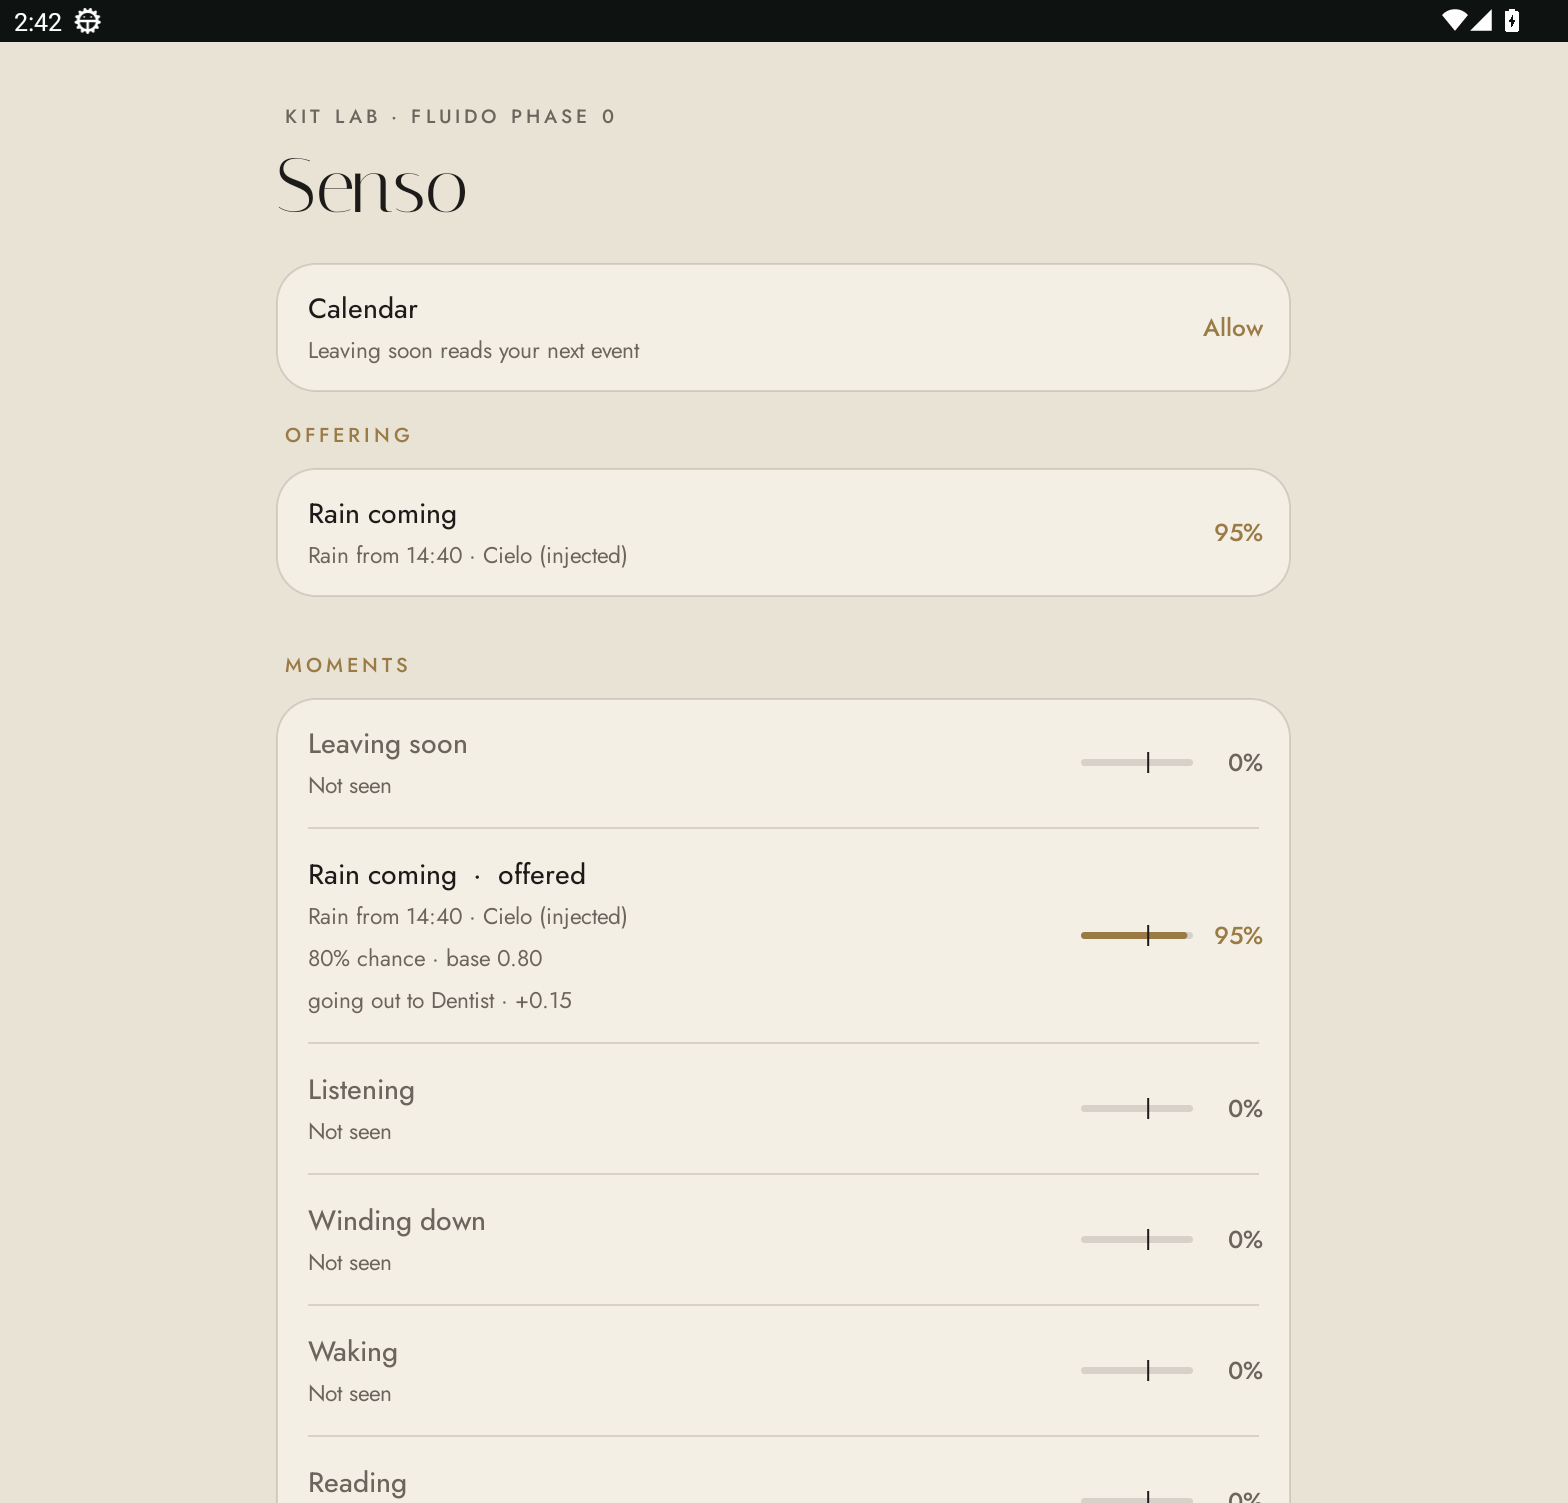 2:42
KIT LAB · FLUIDO PHASE 0
Senso
Calendar
Leaving soon reads your next event
Allow
OFFERING
Rain coming
Rain from 14:40 · Cielo (injected)
95%
MOMENTS
Leaving soon
Not seen
0%
Rain coming · offered
Rain from 14:40 · Cielo (injected)
80% chance · base 0.80
going out to Dentist · +0.15
95%
Listening
Not seen
0%
Winding down
Not seen
0%
Waking
Not seen
0%
Reading
0%